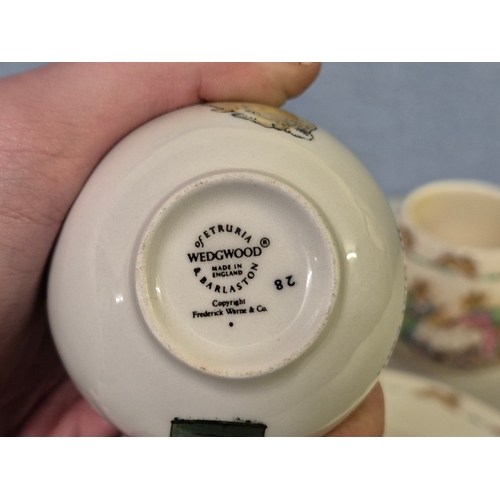 of ETRURIA
WEDGWOOD®
MADE IN
ENGLAND
& BARLASTON
28
Copyright
Frederick Warne & Co.